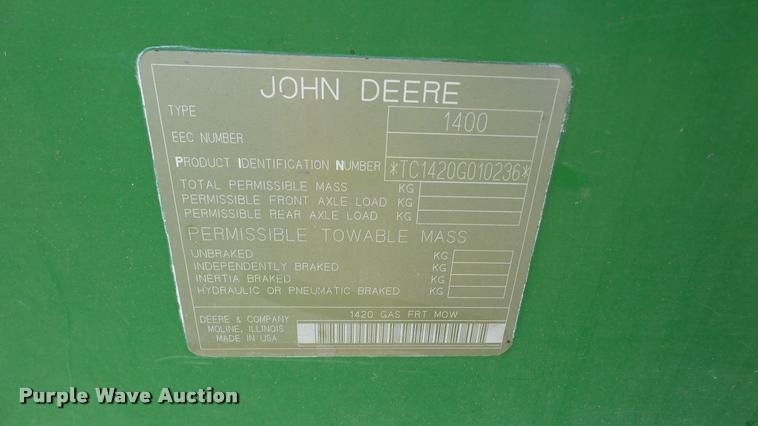 JOHN DEERE
TYPE 1400
EEC NUMBER
PRODUCT IDENTIFICATION NUMBER *TC1420G010236*
TOTAL PERMISSIBLE MASS KG
PERMISSIBLE FRONT AXLE LOAD KG
PERMISSIBLE REAR AXLE LOAD KG
PERMISSIBLE TOWABLE MASS
UNBRAKED KG
INDEPENDENTLY BRAKED KG
INERTIA BRAKED KG
HYDRAULIC OR PNEUMATIC BRAKED KG
DEERE & COMPANY 1420 GAS FRT MOW
MOLINE, ILLINOIS
MADE IN USA
Purple Wave Auction